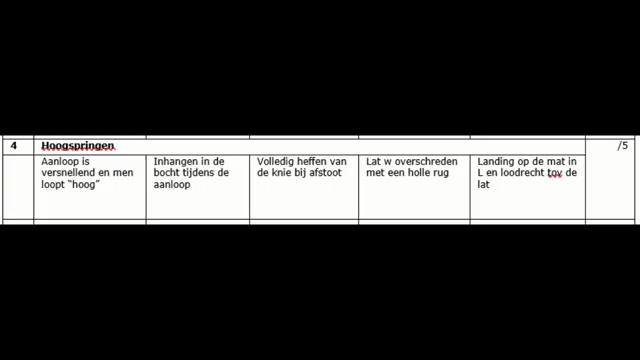 4 Hoogspringen /5
Aanloop is
versnellend en men
loopt “hoog”
Inhangen in de
bocht tijdens de
aanloop
Volledig heffen van
de knie bij afstoot
Lat w overschreden
met een holle rug
Landing op de mat in
L en loodrecht tov de
lat